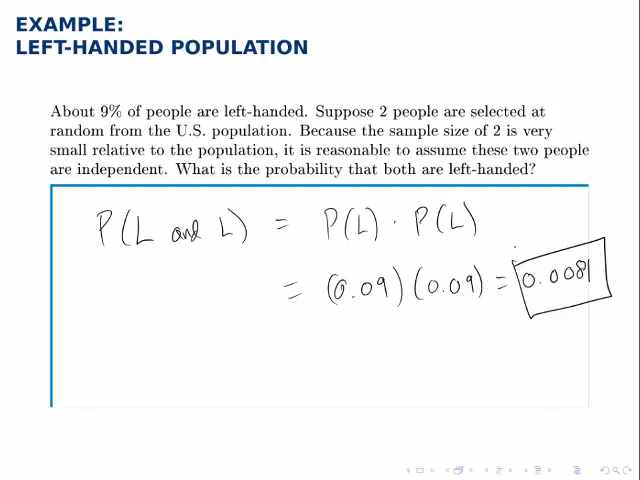 EXAMPLE:
LEFT-HANDED POPULATION
About 9% of people are left-handed. Suppose 2 people are selected at
random from the U.S. population. Because the sample size of 2 is very
small relative to the population, it is reasonable to assume these two people
are independent. What is the probability that both are left-handed?
P(L and L) = P(L) · P(L)
= (0.09)(0.09) = 0.0081